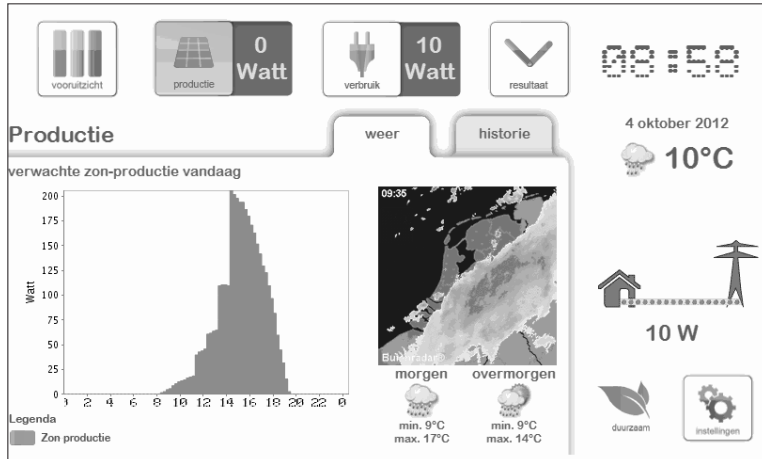 vooruitzicht
productie
0
Watt
verbruik
10
Watt
resultaat
08:58
Productie
weer
historie
4 oktober 2012
10°C
verwachte zon-productie vandaag
Watt
200
175
150
125
100
75
50
25
0
0 2 4 6 8 10 12 14 16 18 20 22 0
09:35
Buienradar©
10 W
morgen overmorgen
min. 9°C min. 9°C
max. 17°C max. 14°C
Legenda
Zon productie
duurzaam
instellingen